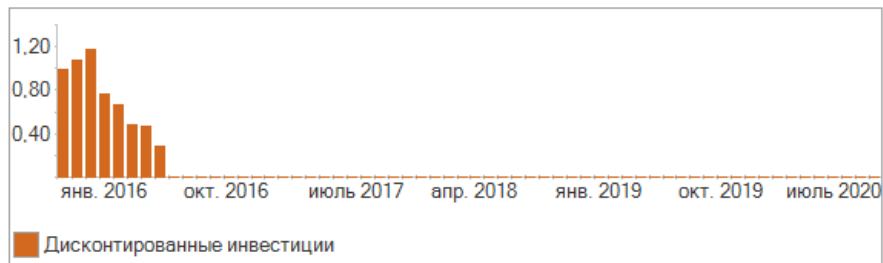 1,20
0,80
0,40
янв. 2016 окт. 2016 июль 2017 апр. 2018 янв. 2019 окт. 2019 июль 2020
Дисконтированные инвестиции